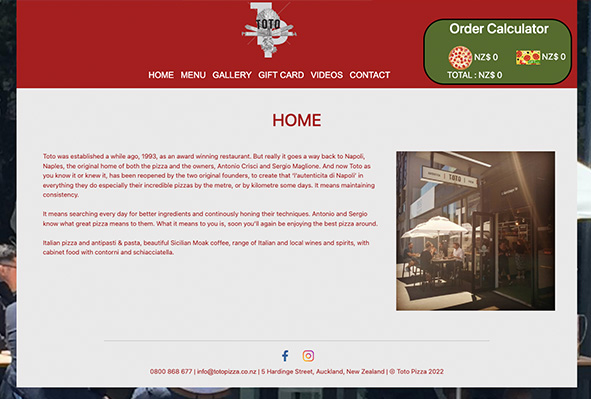 TOTO
Order Calculator
NZ$ 0
NZ$ 0
TOTAL : NZ$ 0
HOME MENU GALLERY GIFT CARD VIDEOS CONTACT
HOME
Toto was established a while ago, 1993, as an award winning restaurant. But really it goes a way back to Napoli,
Naples, the original home of both the pizza and the owners, Antonio Crisci and Sergio Maglione. And now Toto as
you know it or knew it, has been reopened by the two original founders, to create that 'l'autenticita di Napoli' in
everything they do especially their incredible pizzas by the metre, or by kilometre some days. It means maintaining
consistency.
It means searching every day for better ingredients and continously honing their techniques. Antonio and Sergio
know what great pizza means to them. What it means to you is, soon you'll again be enjoying the best pizza around.
Italian pizza and antipasti & pasta, beautiful Sicilian Moak coffee, range of Italian and local wines and spirits, with
cabinet food with contorni and schiacciatella.
TOTO
0800 868 677 | info@totopizza.co.nz | 5 Hardinge Street, Auckland, New Zealand | © Toto Pizza 2022